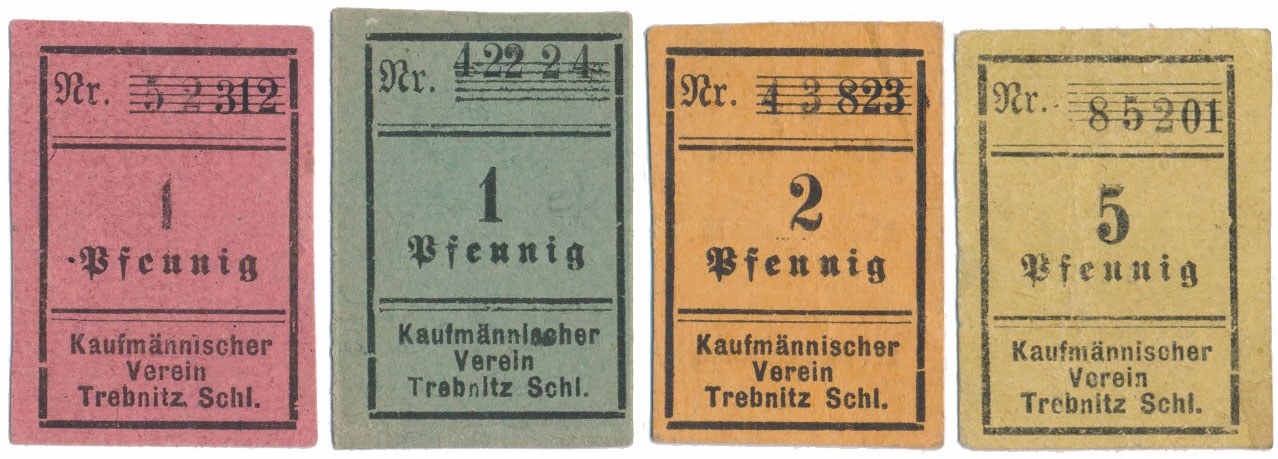 Nr. 52312
1
Pfennig
Kaufmännischer
Verein
Trebnitz Schl.
Nr. 42224
1
Pfennig
Kaufmännischer
Verein
Trebnitz Schl.
Nr. 43823
2
Pfennig
Kaufmännischer
Verein
Trebnitz Schl.
Nr. 85201
5
Pfennig
Kaufmännischer
Verein
Trebnitz Schl.